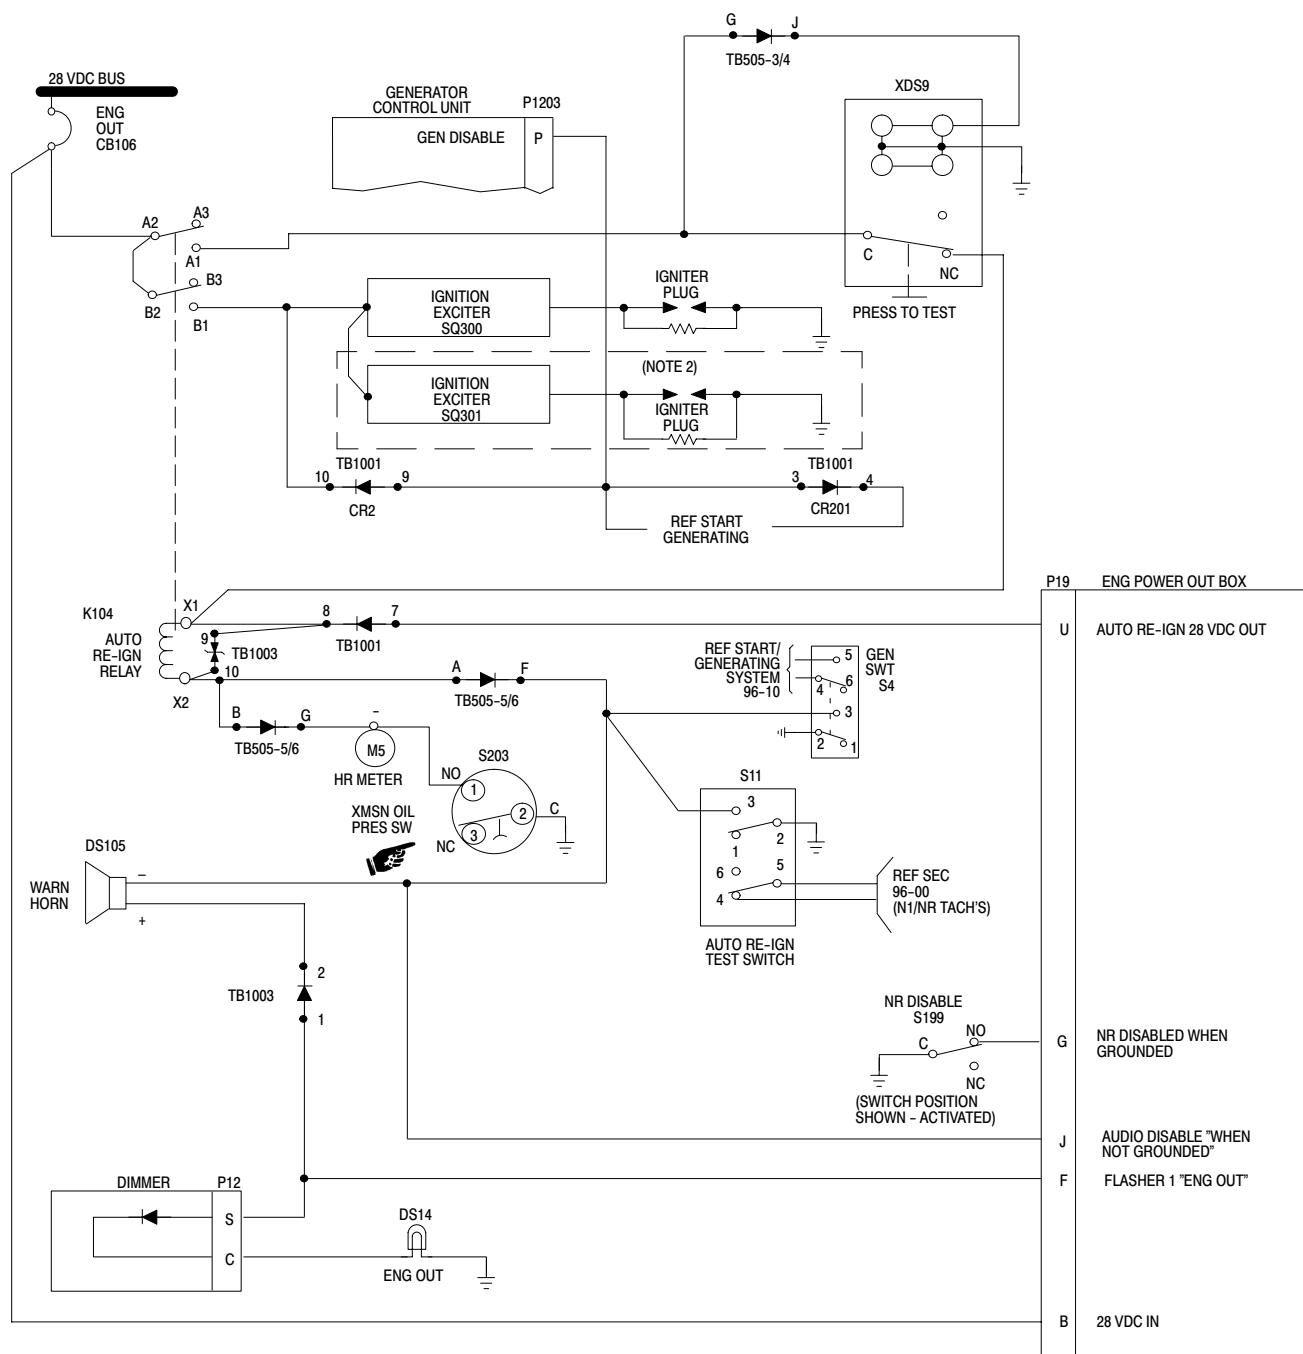 G
J
TB505-3/4
28 VDC BUS
ENG
OUT
CB106
GENERATOR
CONTROL UNIT
P1203
GEN DISABLE
P
XDS9
A2
A3
A1
B3
B2
B1
C
NC
PRESS TO TEST
IGNITION
EXCITER
SQ300
IGNITER
PLUG
(NOTE 2)
IGNITION
EXCITER
SQ301
IGNITER
PLUG
TB1001
10
9
CR2
TB1001
3
4
CR201
REF START
GENERATING
P19
ENG POWER OUT BOX
K104
X1
AUTO
RE-IGN
RELAY
X2
9
TB1003
10
8
7
TB1001
U
AUTO RE-IGN 28 VDC OUT
A
F
TB505-5/6
REF START/
GENERATING
SYSTEM
96-10
5
6
4
3
2
1
GEN
SWT
S4
B
G
TB505-5/6
-
M5
HR METER
S203
NO
1
2
C
3
NC
XMSN OIL
PRES SW
S11
3
2
1
6
5
4
AUTO RE-IGN
TEST SWITCH
REF SEC
96-00
(N1/NR TACH'S)
DS105
WARN
HORN
-
+
2
TB1003
1
NR DISABLE
S199
C
NO
NC
(SWITCH POSITION
SHOWN - ACTIVATED)
G
NR DISABLED WHEN
GROUNDED
J
AUDIO DISABLE "WHEN
NOT GROUNDED"
F
FLASHER 1 "ENG OUT"
DIMMER
P12
S
C
DS14
ENG OUT
B
28 VDC IN